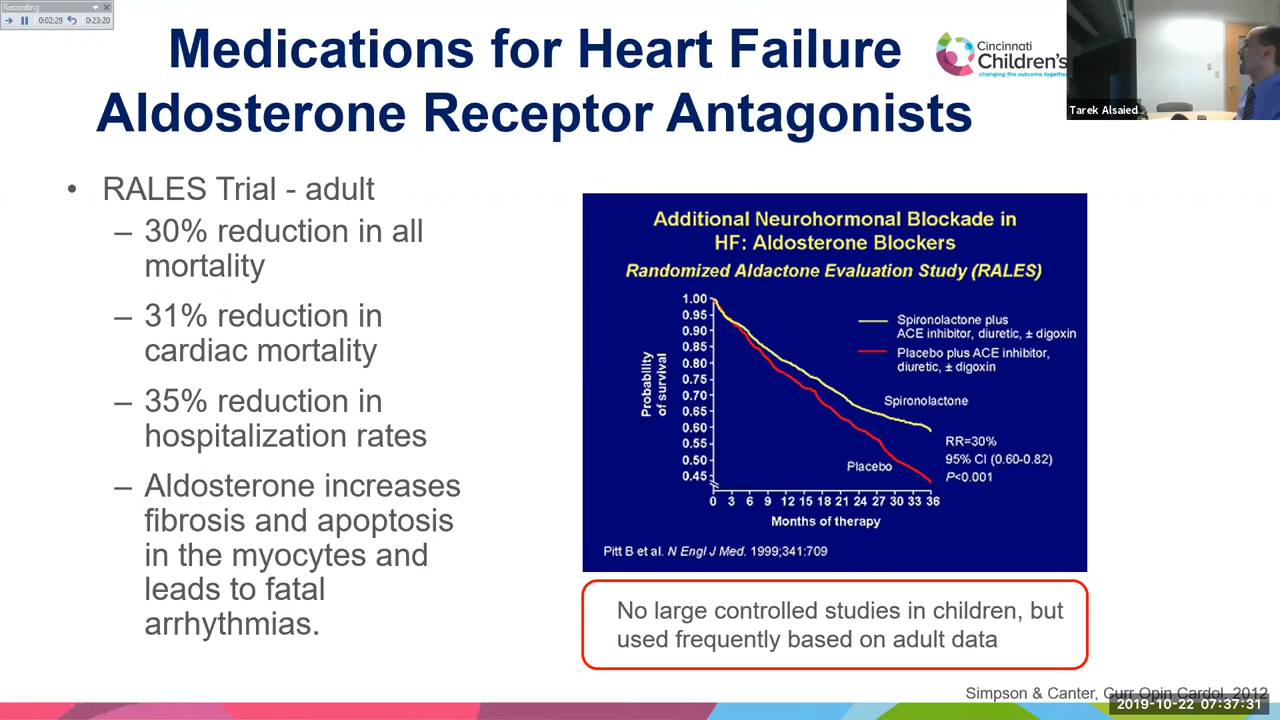 Recording
0:02:29
0:23:20
Medications for Heart Failure
Aldosterone Receptor Antagonists
Cincinnati
Children's
changing the outcome together
Tarek Alsaied
• RALES Trial - adult
– 30% reduction in all
mortality
– 31% reduction in
cardiac mortality
– 35% reduction in
hospitalization rates
– Aldosterone increases
fibrosis and apoptosis
in the myocytes and
leads to fatal
arrhythmias.
Additional Neurohormonal Blockade in
HF: Aldosterone Blockers
Randomized Aldactone Evaluation Study (RALES)
1.00
0.95
0.90
0.85
0.80
0.75
0.70
0.65
0.60
0.55
0.50
0.45
Probability
of survival
Spironolactone plus
ACE inhibitor, diuretic, ± digoxin
Placebo plus ACE inhibitor,
diuretic, ± digoxin
Spironolactone
Placebo
RR=30%
95% CI (0.60-0.82)
P<0.001
0 3 6 9 12 15 18 21 24 27 30 33 36
Months of therapy
Pitt B et al. N Engl J Med. 1999;341:709
No large controlled studies in children, but
used frequently based on adult data
Simpson & Canter, Curr Opin Cardol. 2012
2019-10-22 07:37:31